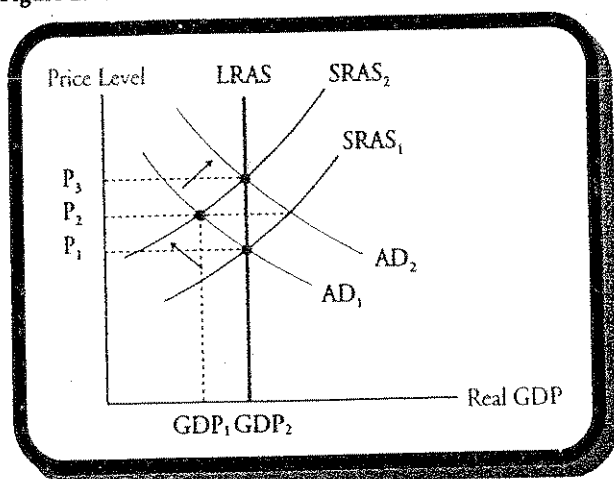 Price Level
LRAS
SRAS₂
SRAS₁
P₃
P₂
P₁
AD₂
AD₁
Real GDP
GDP₁ GDP₂